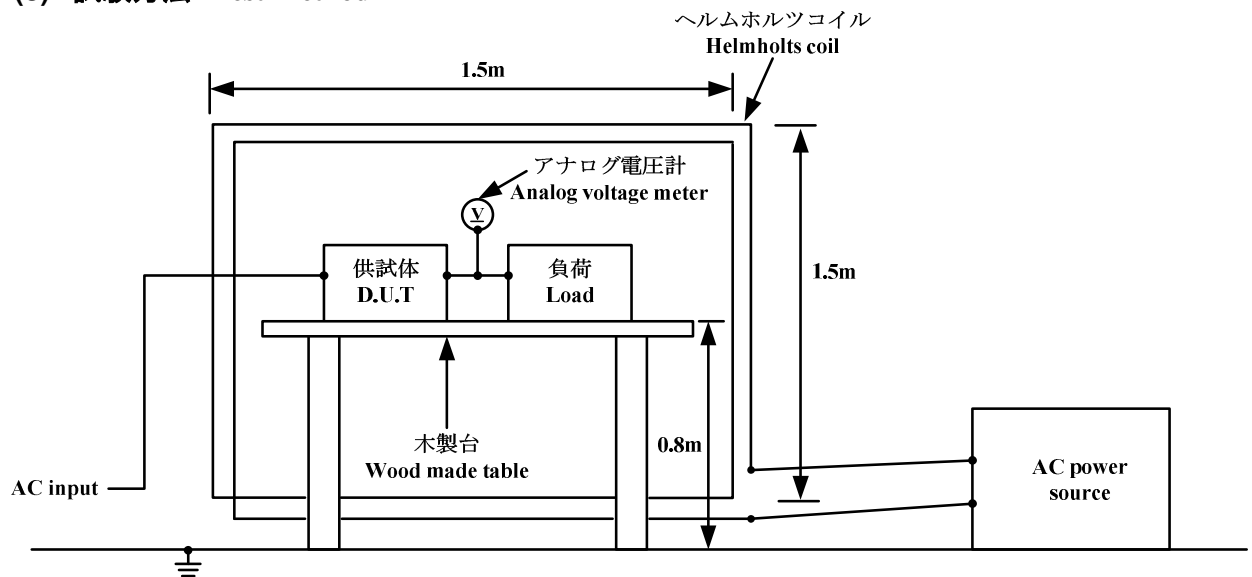 ヘルムホルツコイル
Helmholts coil
1.5m
アナログ電圧計
Analog voltage meter
V
供試体
D.U.T
負荷
Load
1.5m
木製台
Wood made table
0.8m
AC input
AC power
source